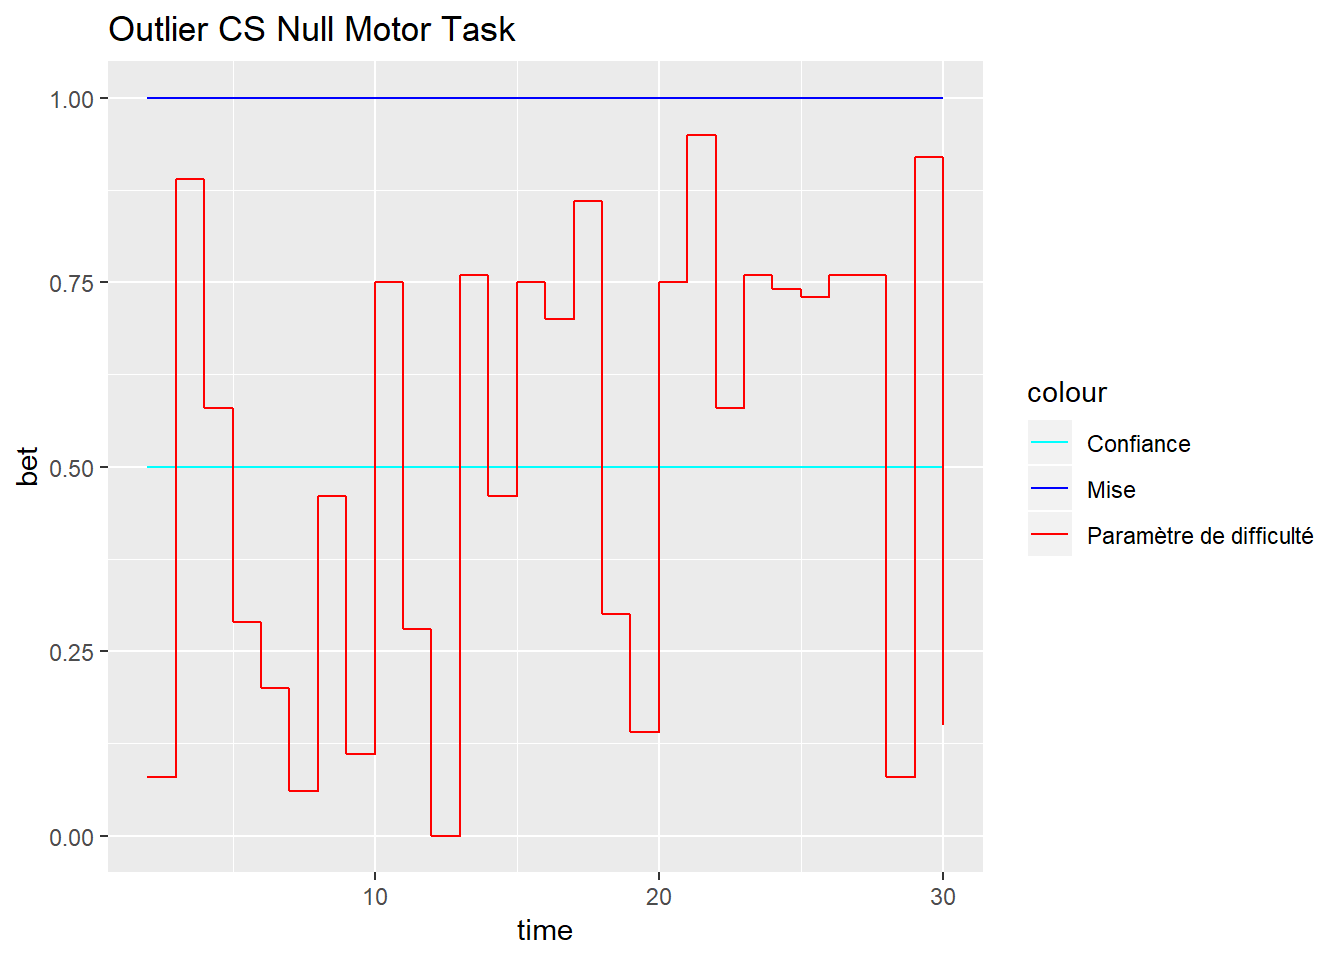 Outlier CS Null Motor Task
1.00
0.75
0.50
0.25
0.00
bet
10
20
30
time
colour
Confiance
Mise
Paramètre de difficulté